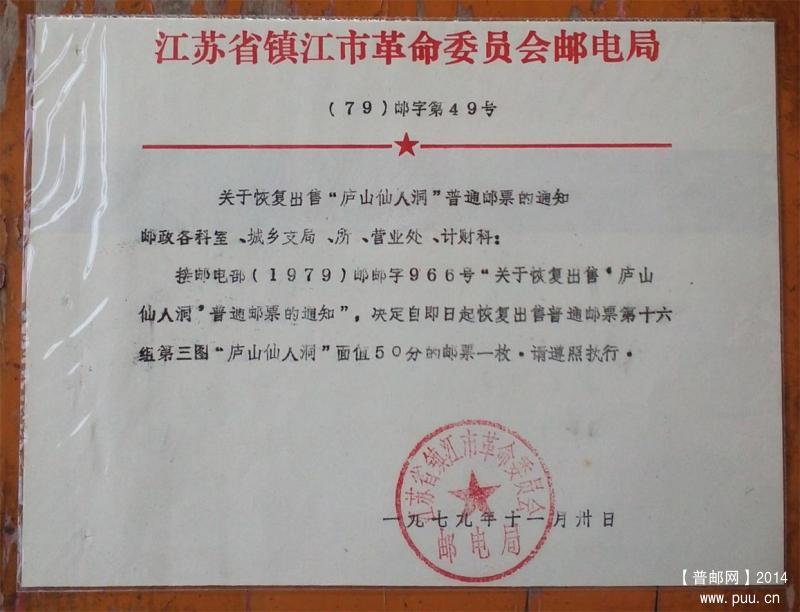 江苏省镇江市革命委员会邮电局
(79)邮字第49号
关于恢复出售“庐山仙人洞”普通邮票的通知
邮政各科室、城乡支局、所、营业处、计财科：
接邮电部(1979)邮邮字966号“关于恢复出售‘庐山
仙人洞’普通邮票的通知”，决定自即日起恢复出售普通邮票第十六
组第三图“庐山仙人洞”面值50分的邮票一枚。请遵照执行。
江苏省镇江市革命委员会
邮电局
一九七九年十一月卅日
【普邮网】2014
www.puu.cn